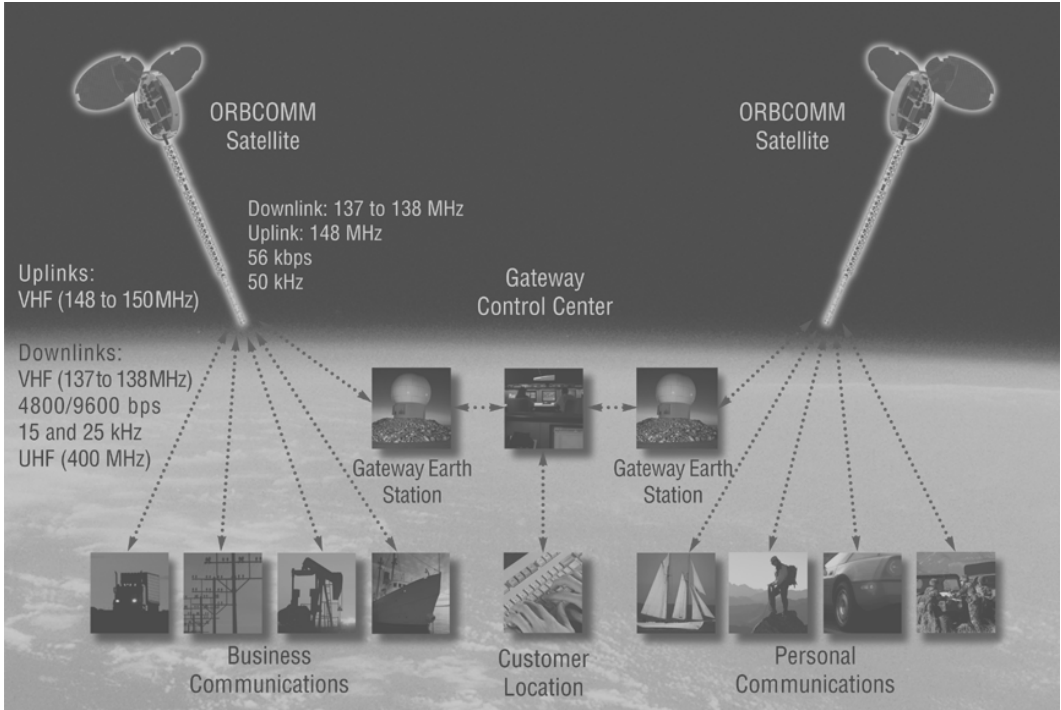 ORBCOMM
Satellite
ORBCOMM
Satellite
Downlink: 137 to 138 MHz
Uplink: 148 MHz
56 kbps
50 kHz
Uplinks:
VHF (148 to 150MHz)
Gateway
Control Center
Downlinks:
VHF (137to 138MHz)
4800/9600 bps
15 and 25 kHz
UHF (400 MHz)
Gateway Earth
Station
Gateway Earth
Station
Business
Communications
Customer
Location
Personal
Communications